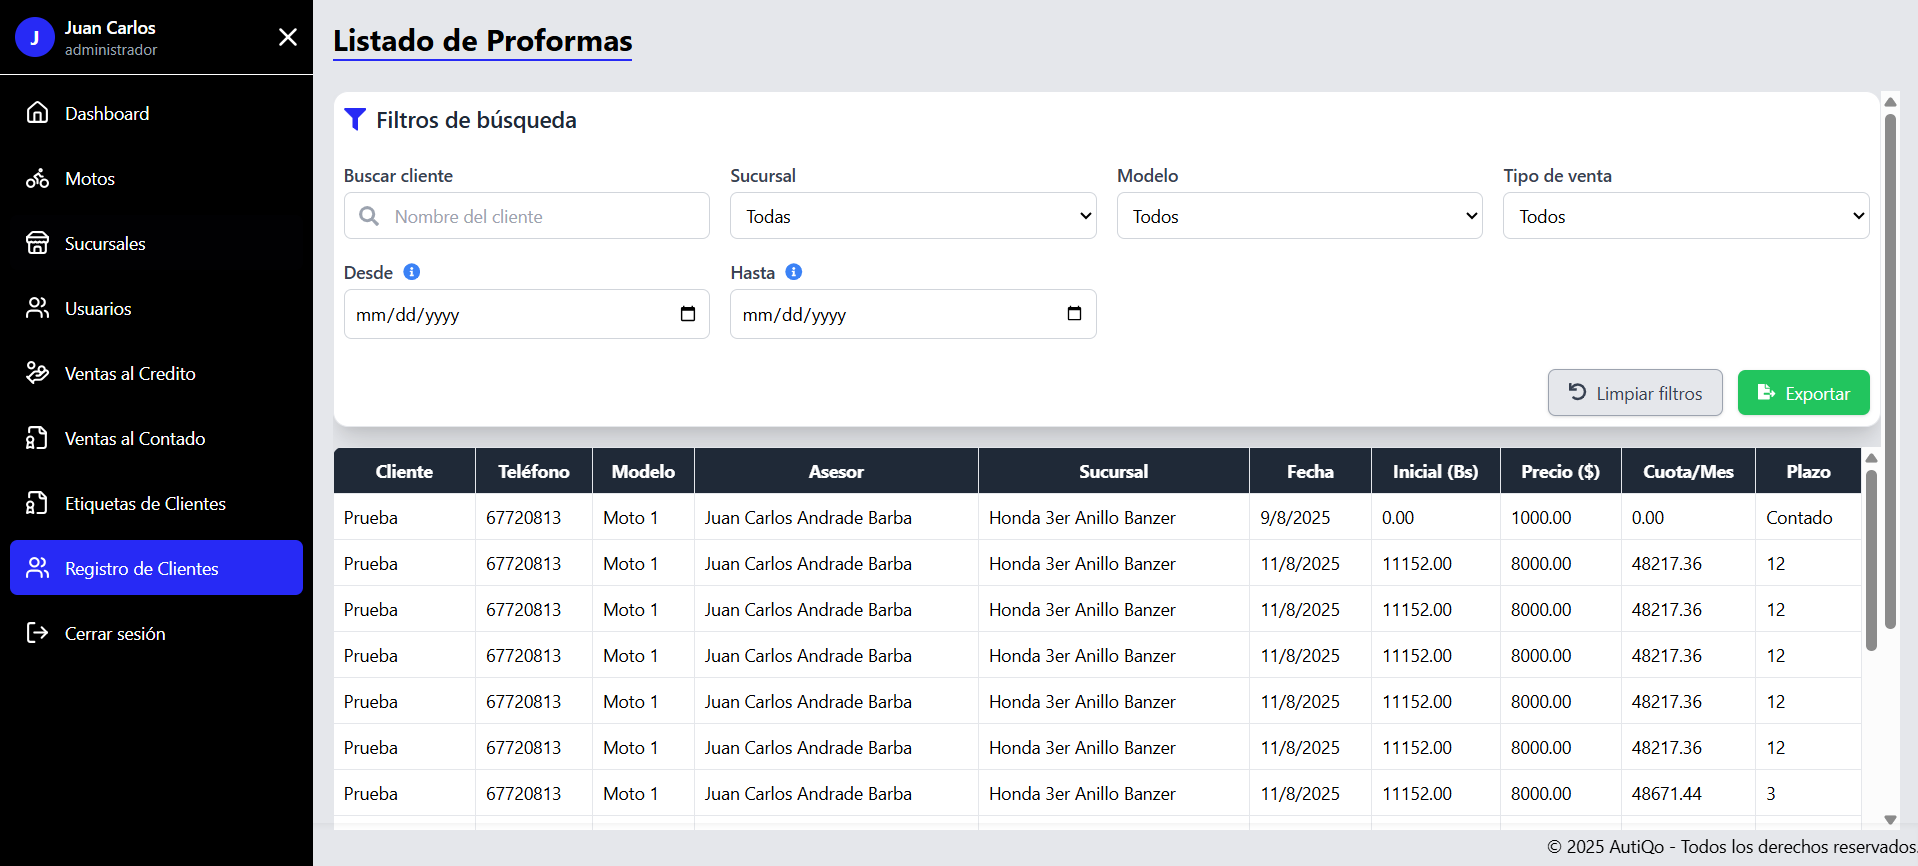 J
Juan Carlos
administrador
Dashboard
Motos
Sucursales
Usuarios
Ventas al Credito
Ventas al Contado
Etiquetas de Clientes
Registro de Clientes
Cerrar sesión
Listado de Proformas
Filtros de búsqueda
Buscar cliente Sucursal Modelo Tipo de venta
Nombre del cliente Todas Todos Todos
Desde Hasta
mm/dd/yyyy mm/dd/yyyy
Limpiar filtros Exportar
Cliente Teléfono Modelo Asesor Sucursal Fecha Inicial (Bs) Precio ($) Cuota/Mes Plazo
Prueba 67720813 Moto 1 Juan Carlos Andrade Barba Honda 3er Anillo Banzer 9/8/2025 0.00 1000.00 0.00 Contado
Prueba 67720813 Moto 1 Juan Carlos Andrade Barba Honda 3er Anillo Banzer 11/8/2025 11152.00 8000.00 48217.36 12
Prueba 67720813 Moto 1 Juan Carlos Andrade Barba Honda 3er Anillo Banzer 11/8/2025 11152.00 8000.00 48217.36 12
Prueba 67720813 Moto 1 Juan Carlos Andrade Barba Honda 3er Anillo Banzer 11/8/2025 11152.00 8000.00 48217.36 12
Prueba 67720813 Moto 1 Juan Carlos Andrade Barba Honda 3er Anillo Banzer 11/8/2025 11152.00 8000.00 48217.36 12
Prueba 67720813 Moto 1 Juan Carlos Andrade Barba Honda 3er Anillo Banzer 11/8/2025 11152.00 8000.00 48217.36 12
Prueba 67720813 Moto 1 Juan Carlos Andrade Barba Honda 3er Anillo Banzer 11/8/2025 11152.00 8000.00 48671.44 3
© 2025 AutiQo - Todos los derechos reservados.